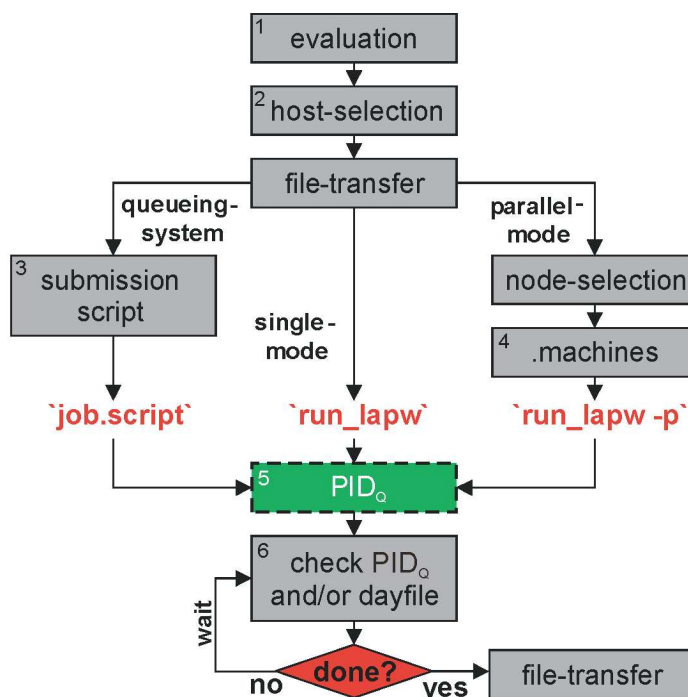 1
evaluation
2
host-selection
file-transfer
queueing-
system
parallel-
mode
3
submission
script
single-
mode
node-selection
4
.machines
`job.script`
`run_lapw`
`run_lapw -p`
5
PIDQ
6
check PIDQ
and/or dayfile
wait
done?
no
yes
file-transfer